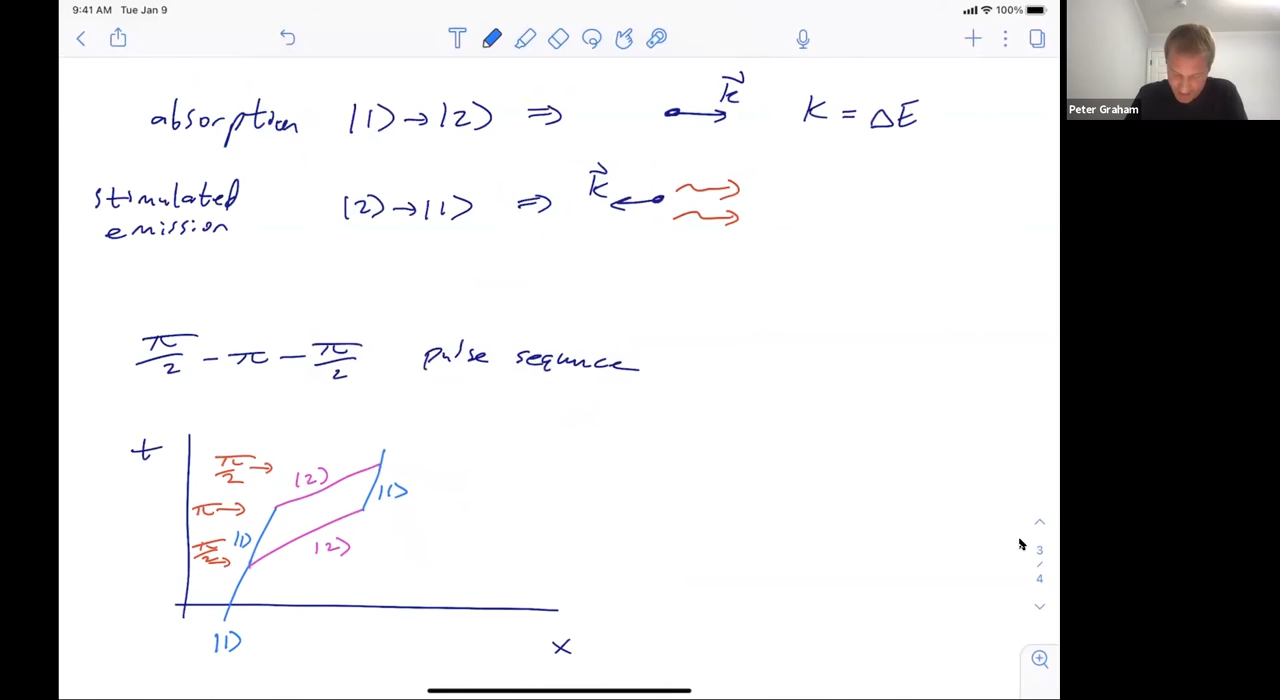 9:41 AM Tue Jan 9
100%
Peter Graham
absorption |1⟩→|2⟩ ⇒ k⃗ k = ΔE
stimulated emission |2⟩→|1⟩ ⇒ k⃗
π/2 - π - π/2 pulse sequnce
t
π/2 → |2⟩
π→ |1⟩
π/2 → |1⟩ |2⟩
|1⟩ x
3
/
4